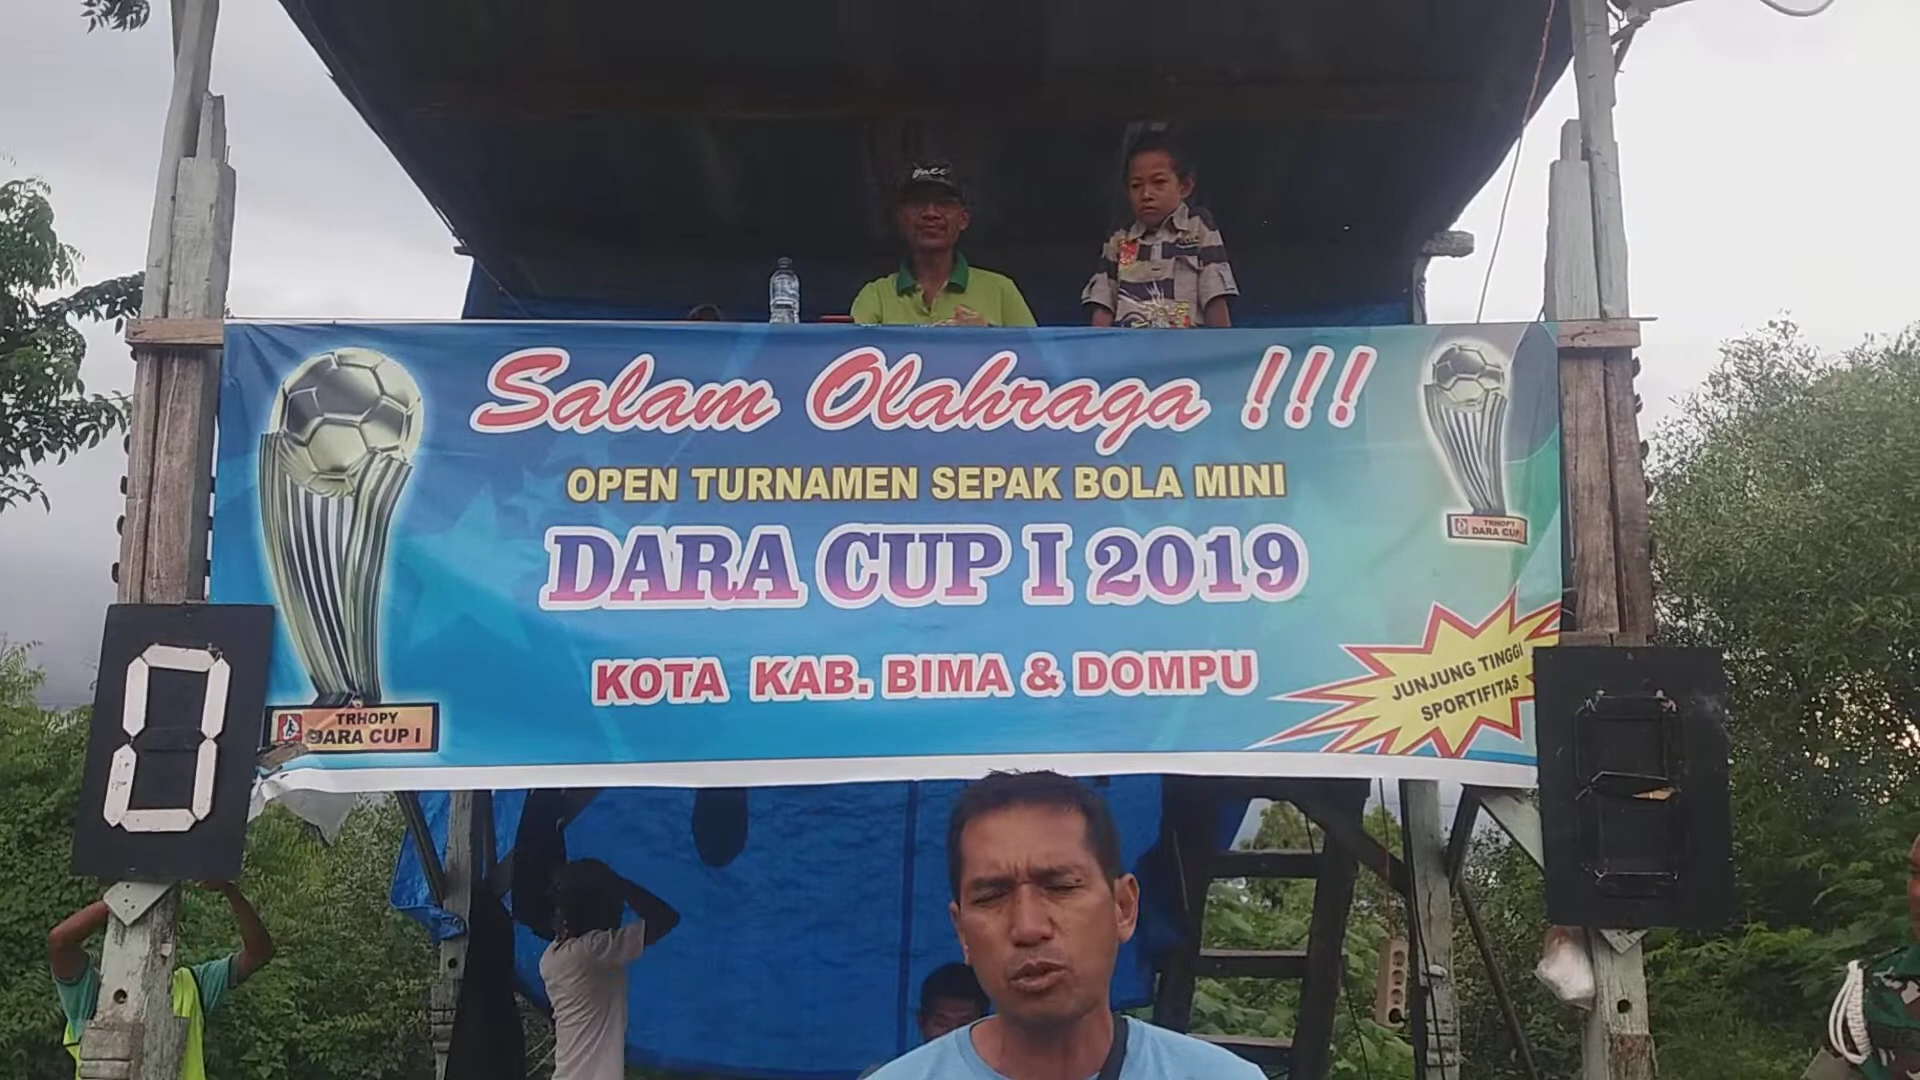 Salam Olahraga !!!
OPEN TURNAMEN SEPAK BOLA MINI
DARA CUP I 2019
KOTA KAB. BIMA & DOMPU
JUNJUNG TINGGI
SPORTIFITAS
TRHOPY
DARA CUP I
TRHOPY
DARA CUP
0